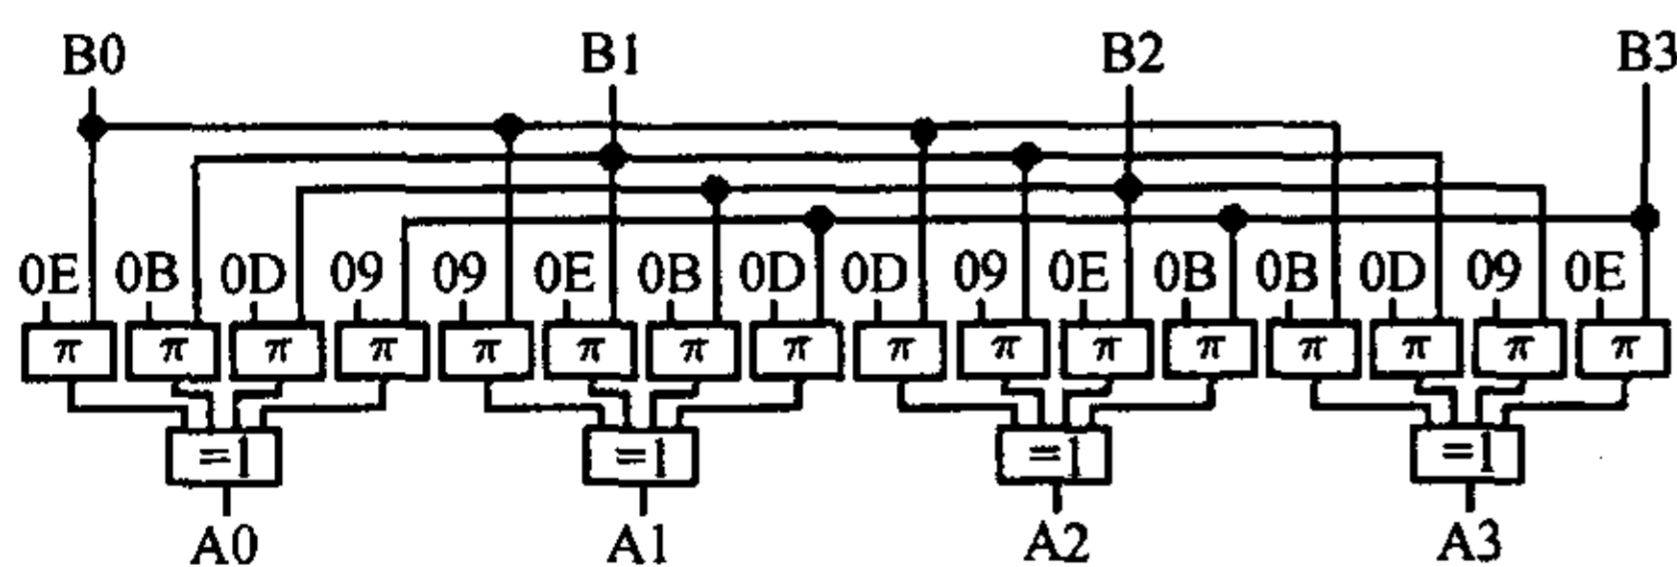 B0 B1 B2 B3
0E 0B 0D 09 09 0E 0B 0D 0D 09 0E 0B 0B 0D 09 0E
π π π π π π π π π π π π π π π π
=1 =1 =1 =1
A0 A1 A2 A3